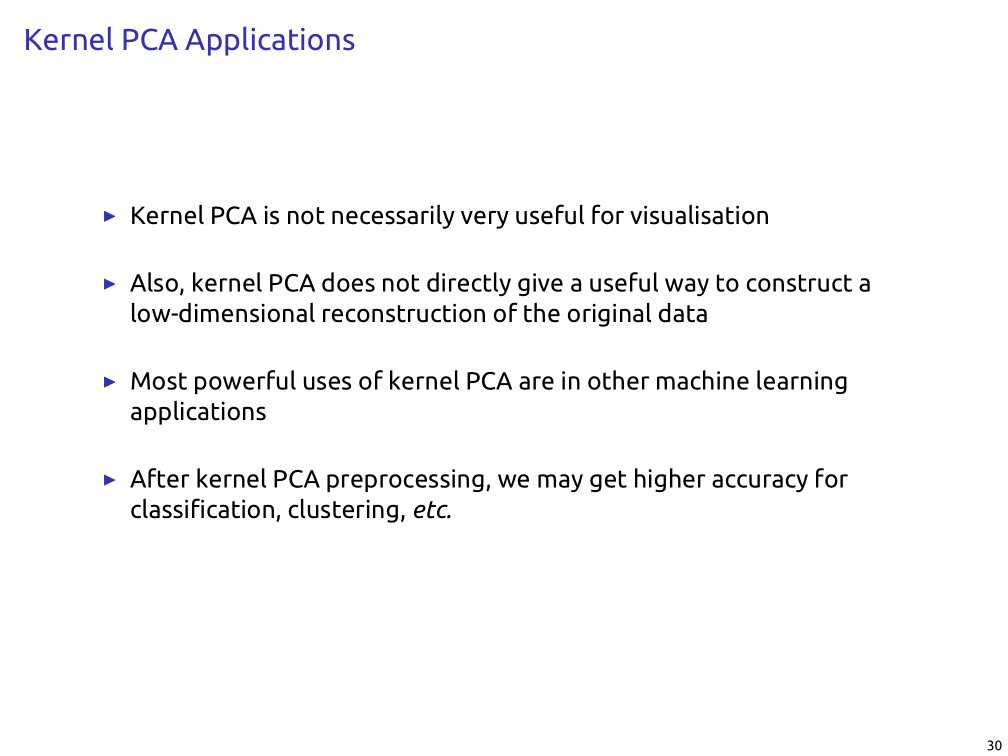 Kernel PCA Applications
▶ Kernel PCA is not necessarily very useful for visualisation
▶ Also, kernel PCA does not directly give a useful way to construct a
low-dimensional reconstruction of the original data
▶ Most powerful uses of kernel PCA are in other machine learning
applications
▶ After kernel PCA preprocessing, we may get higher accuracy for
classification, clustering, etc.
30